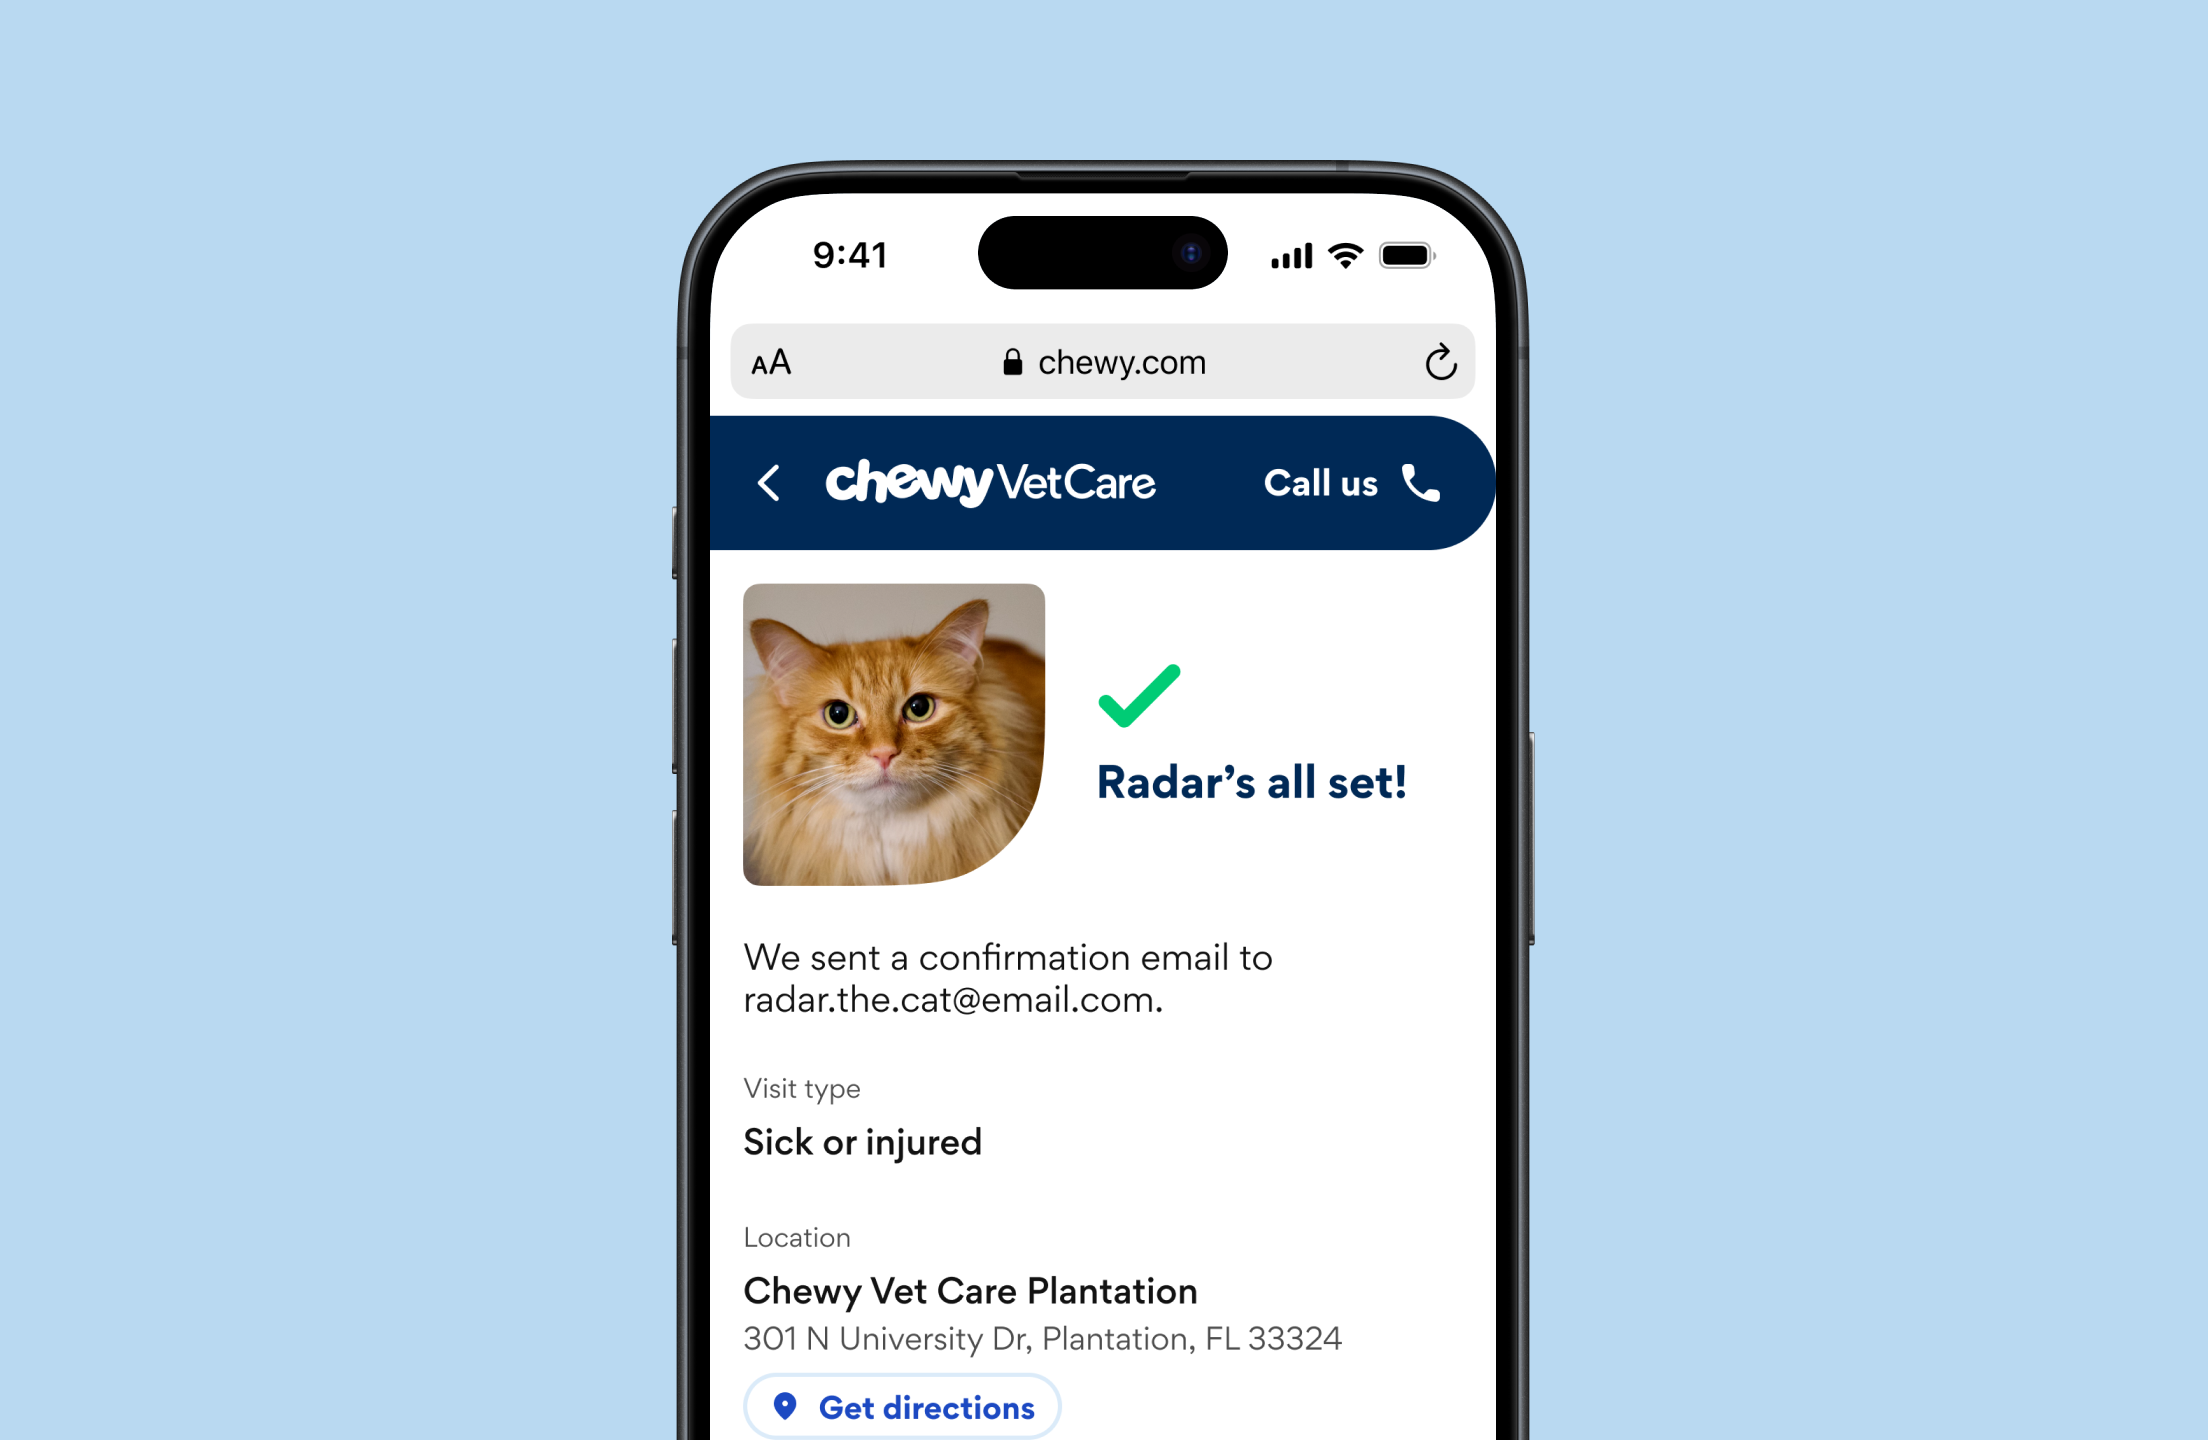 9:41
AA
chewy.com
chewy VetCare
Call us
Radar’s all set!
We sent a confirmation email to
radar.the.cat@email.com.
Visit type
Sick or injured
Location
Chewy Vet Care Plantation
301 N University Dr, Plantation, FL 33324
Get directions